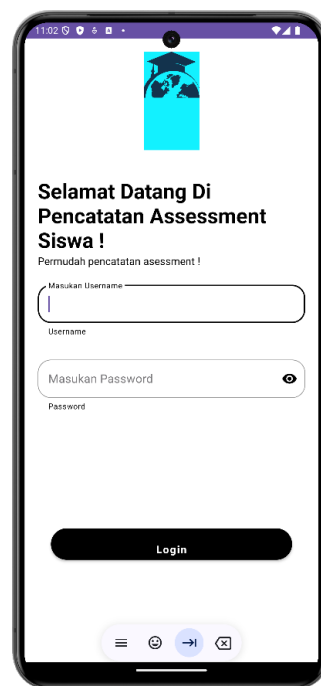 11:02
Selamat Datang Di
Pencatatan Assessment
Siswa !
Permudah pencatatan asessment !
Masukan Username
Username
Masukan Password
Password
Login